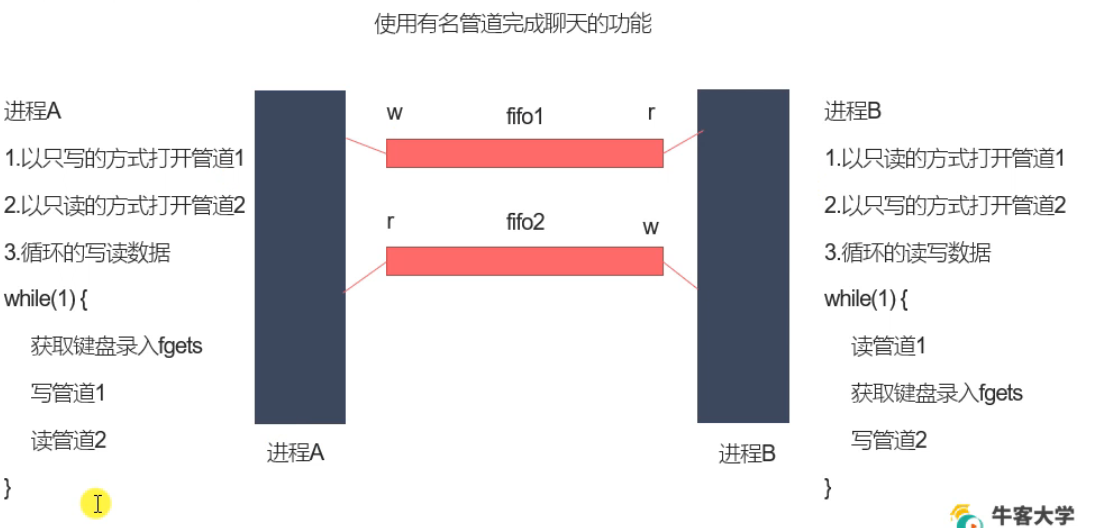 使用有名管道完成聊天的功能
进程A
1.以只写的方式打开管道1
2.以只读的方式打开管道2
3.循环的写读数据
while(1) {
获取键盘录入fgets
写管道1
读管道2
}
w fifo1 r
r fifo2 w
进程A
进程B
进程B
1.以只读的方式打开管道1
2.以只写的方式打开管道2
3.循环的读写数据
while(1) {
读管道1
获取键盘录入fgets
写管道2
}
牛客大学